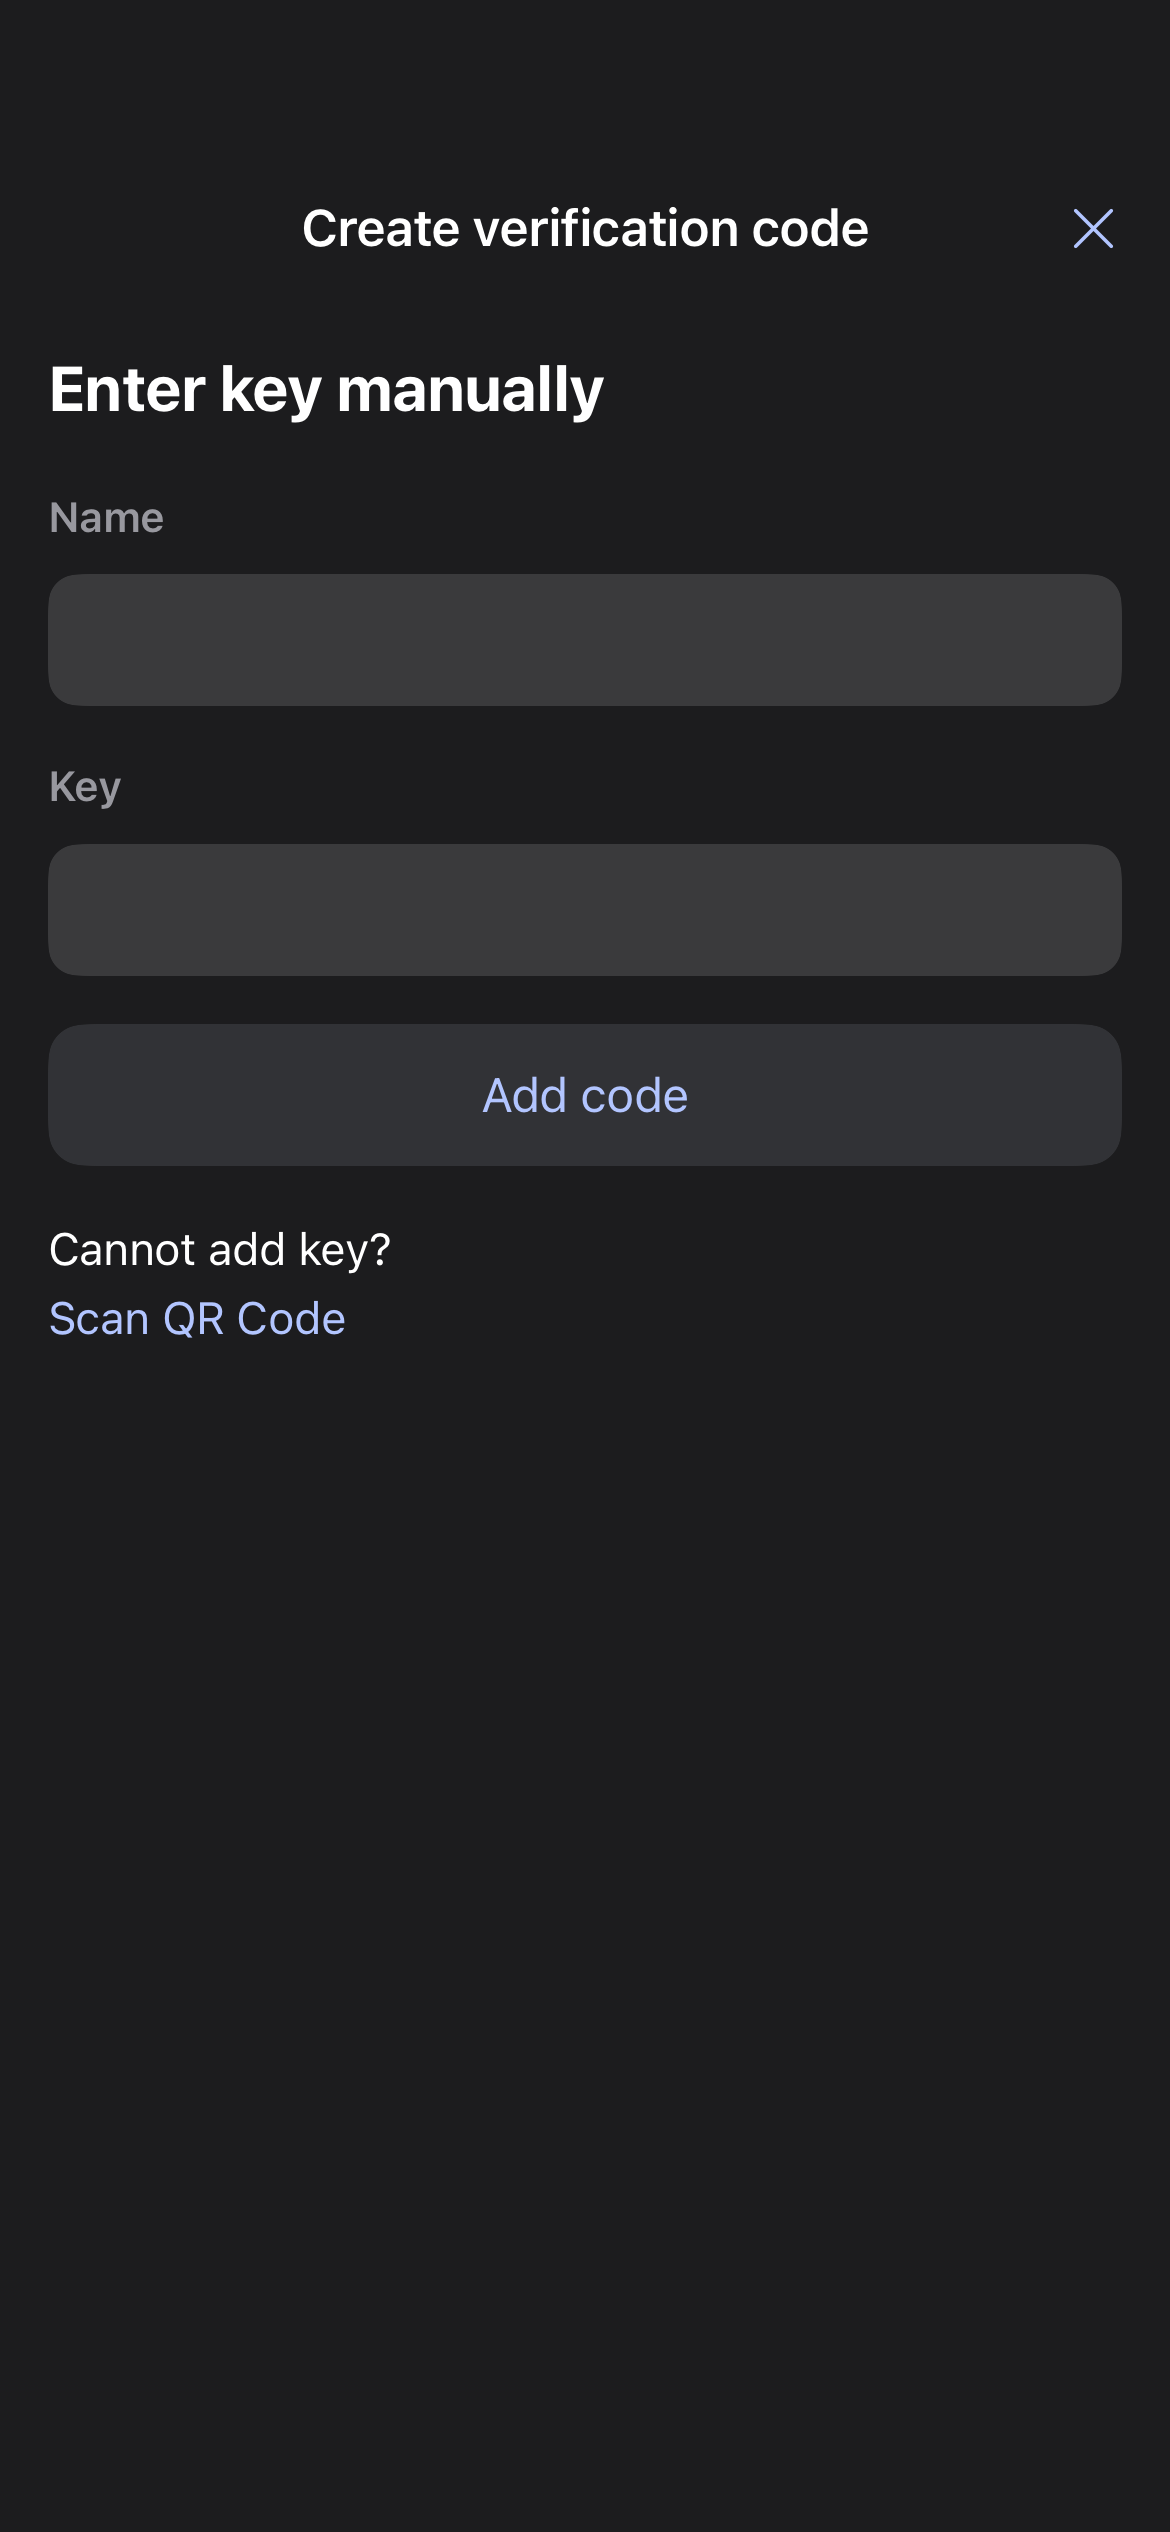 Create verification code
Enter key manually
Name
Key
Add code
Cannot add key?
Scan QR Code